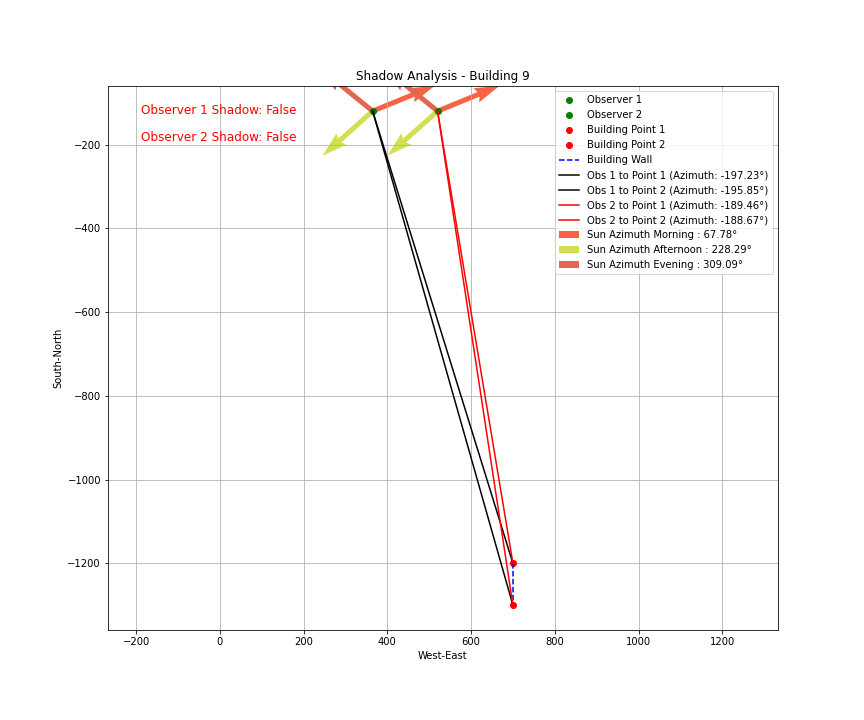 Shadow Analysis - Building 9
Observer 1 Shadow: False
Observer 2 Shadow: False
Observer 1
Observer 2
Building Point 1
Building Point 2
Building Wall
Obs 1 to Point 1 (Azimuth: -197.23°)
Obs 1 to Point 2 (Azimuth: -195.85°)
Obs 2 to Point 1 (Azimuth: -189.46°)
Obs 2 to Point 2 (Azimuth: -188.67°)
Sun Azimuth Morning : 67.78°
Sun Azimuth Afternoon : 228.29°
Sun Azimuth Evening : 309.09°
South-North
−200
−400
−600
−800
−1000
−1200
−200
0
200
400
600
800
1000
1200
West-East